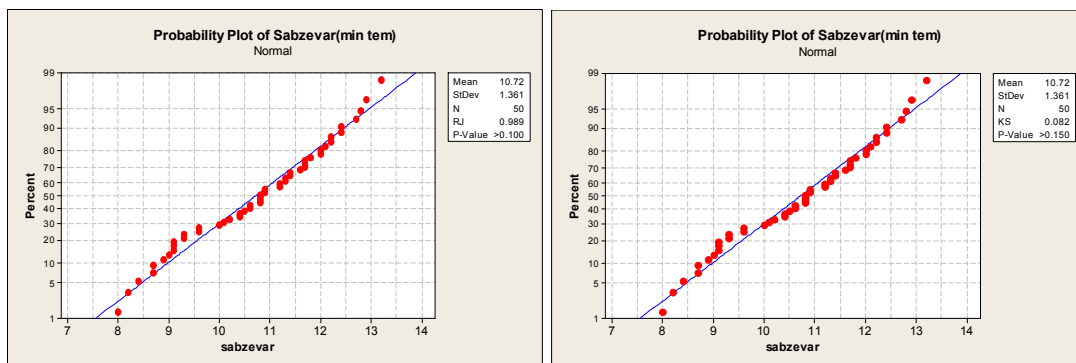 Probability Plot of Sabzevar(min tem)
Normal
Percent
99
95
90
80
70
60
50
40
30
20
10
5
1
7 8 9 10 11 12 13 14
sabzevar
Mean 10.72
StDev 1.361
N 50
RJ 0.989
P-Value >0.100
Probability Plot of Sabzevar(min tem)
Normal
Percent
99
95
90
80
70
60
50
40
30
20
10
5
1
7 8 9 10 11 12 13 14
sabzevar
Mean 10.72
StDev 1.361
N 50
KS 0.082
P-Value >0.150